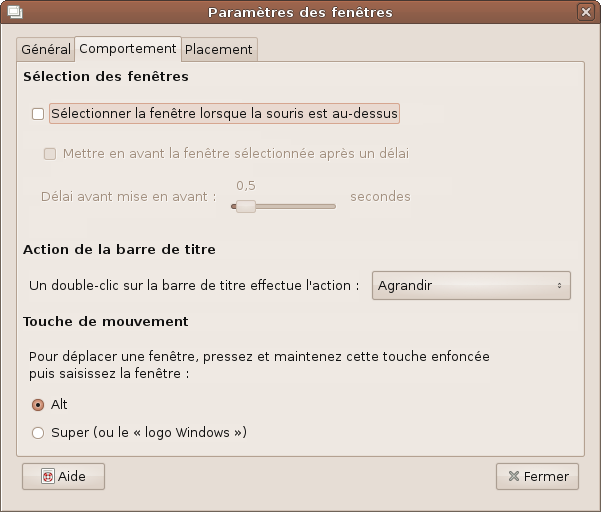 Paramètres des fenêtres
Général Comportement Placement
Sélection des fenêtres
Sélectionner la fenêtre lorsque la souris est au-dessus
Mettre en avant la fenêtre sélectionnée après un délai
0,5
Délai avant mise en avant : secondes
Action de la barre de titre
Un double-clic sur la barre de titre effectue l'action : Agrandir
Touche de mouvement
Pour déplacer une fenêtre, pressez et maintenez cette touche enfoncée
puis saisissez la fenêtre :
Alt
Super (ou le « logo Windows »)
Aide Fermer